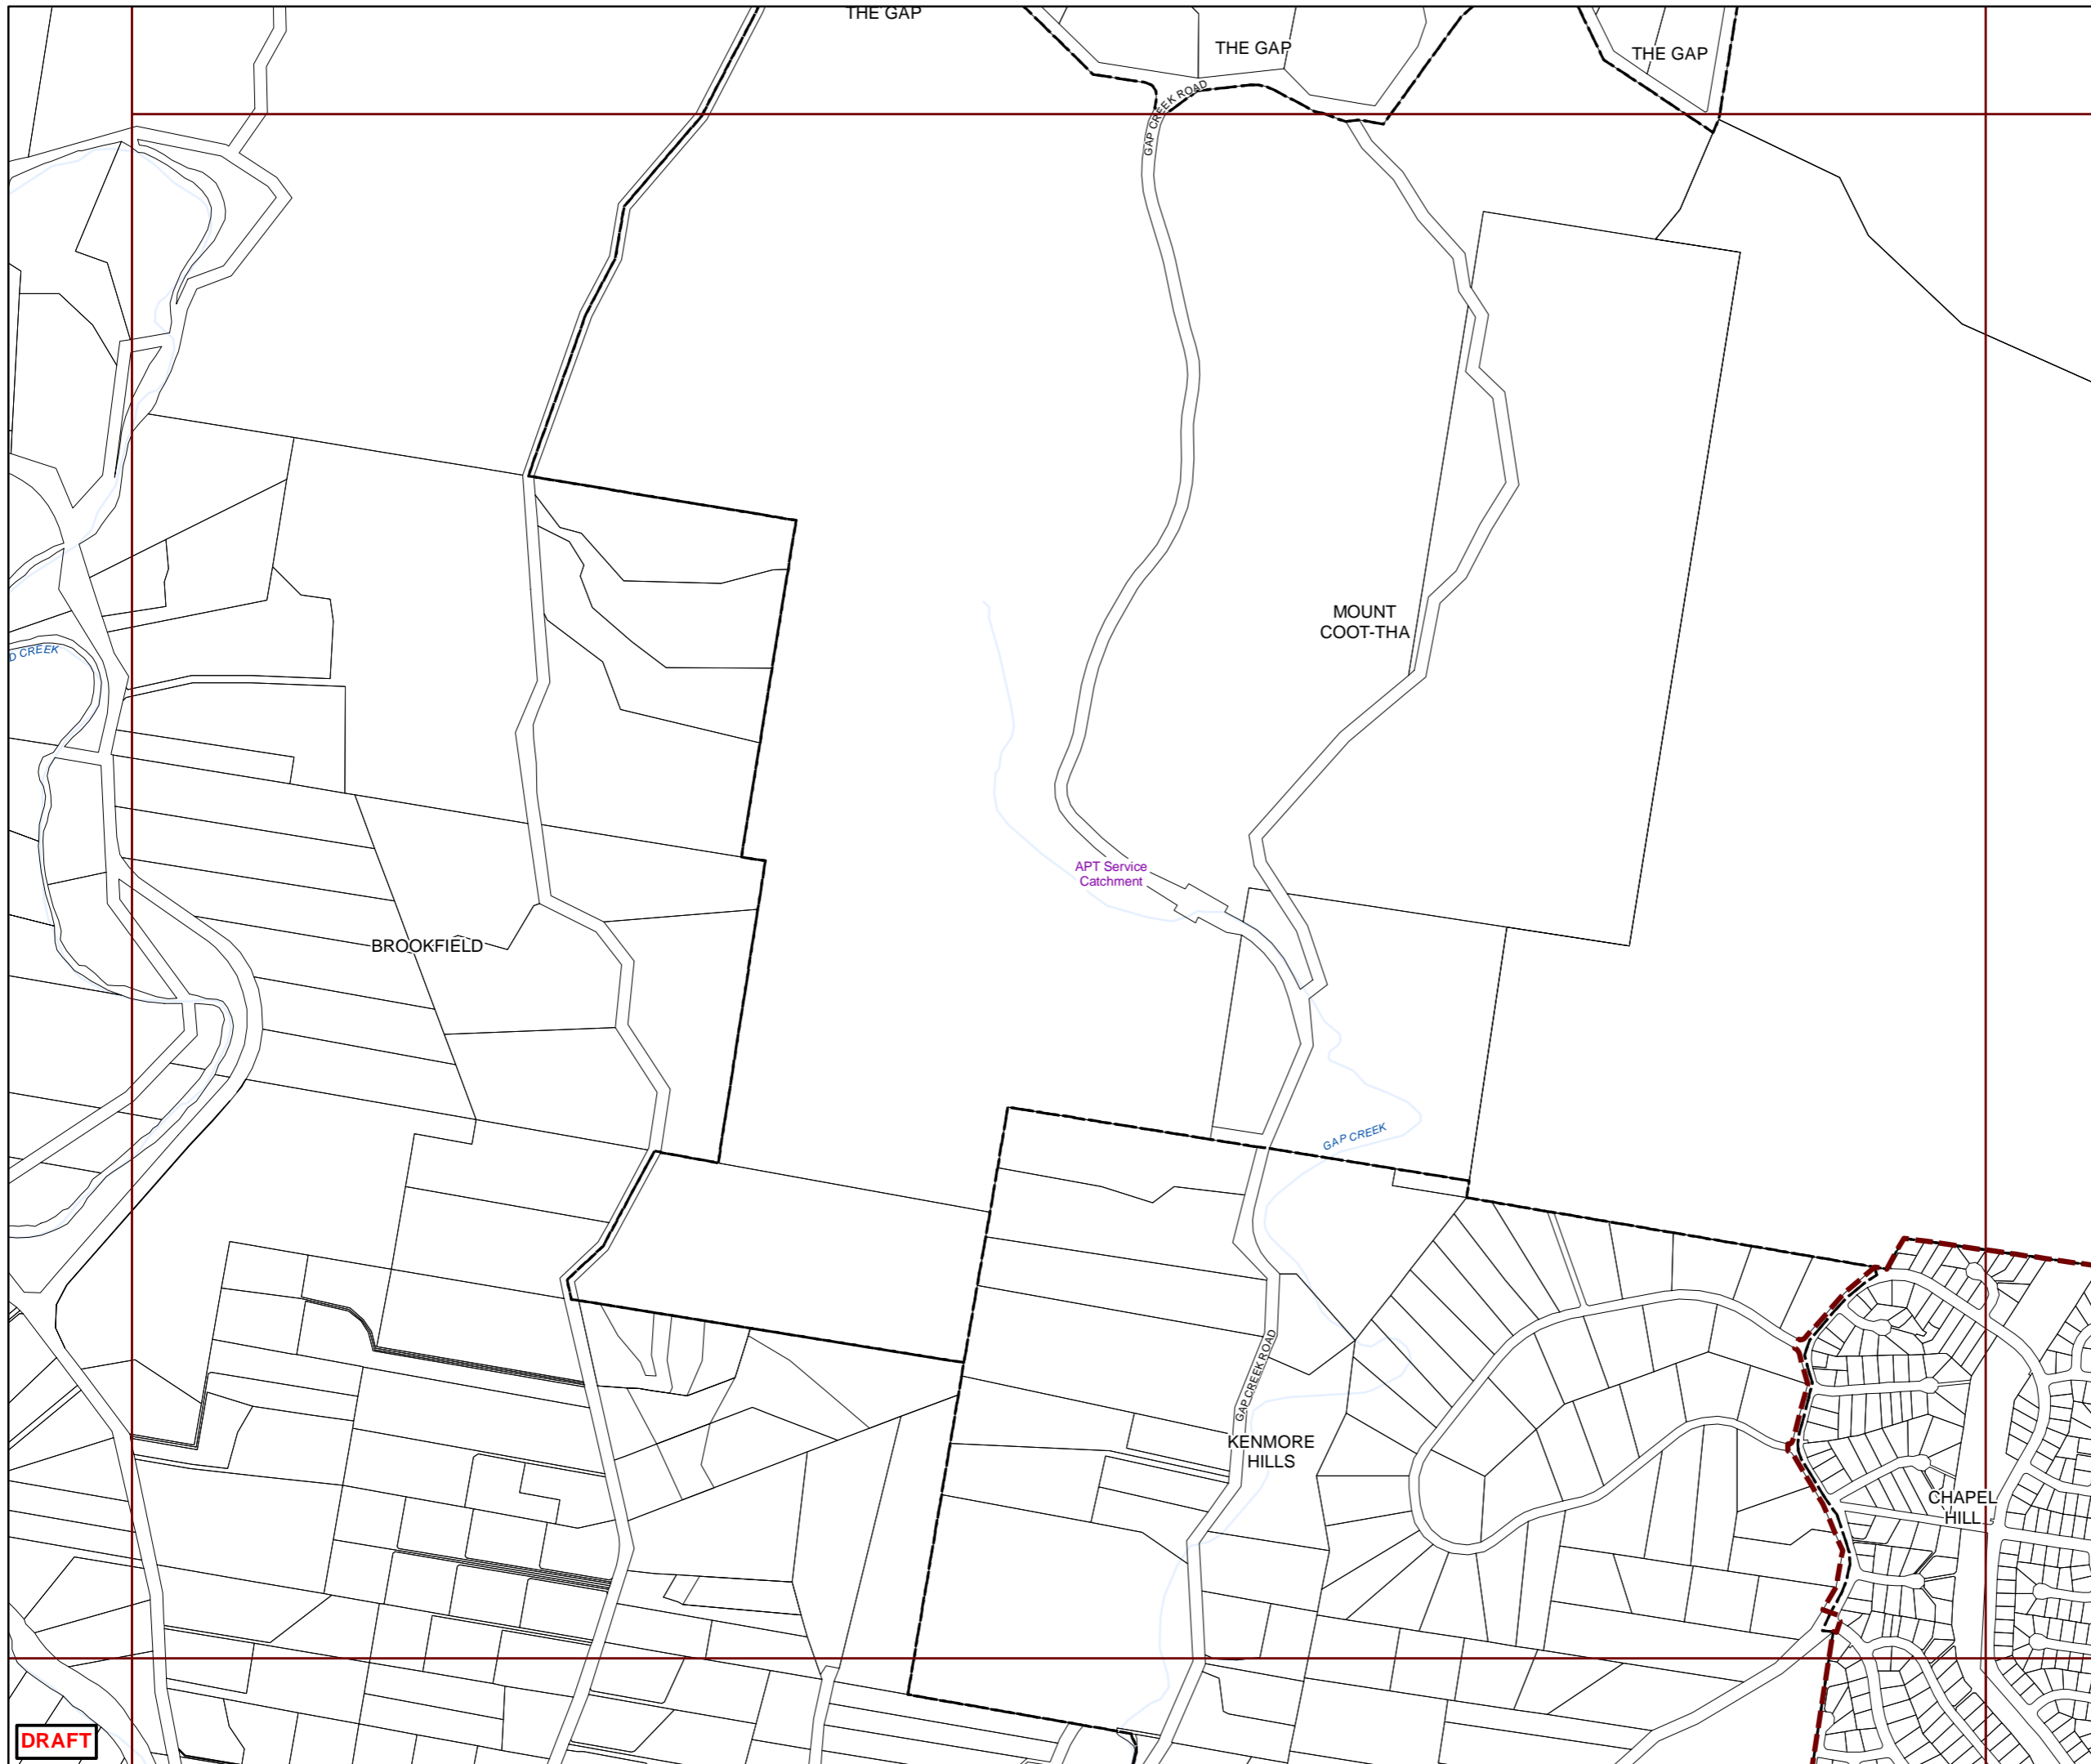 THE GAP
THE GAP
THE GAP
GAP CREEK ROAD
MOUNT
COOT-THA
D CREEK
APT Service
Catchment
BROOKFIELD
GAP CREEK
GAP CREEK ROAD
KENMORE
HILLS
CHAPEL
HILL
DRAFT